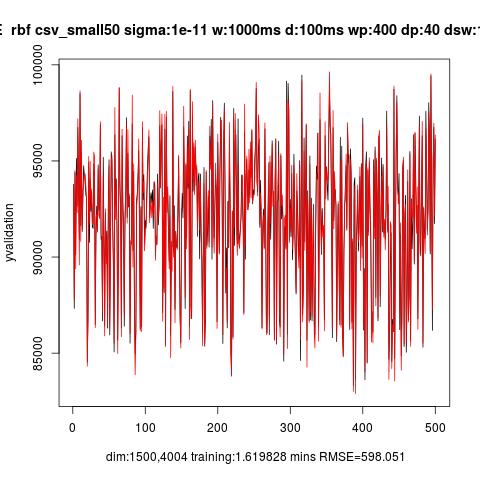 E rbf csv_small50 sigma:1e-11 w:1000ms d:100ms wp:400 dp:40 dsw:1
100000
95000
90000
85000
yvalidation
0 100 200 300 400 500
dim:1500,4004 training:1.619828 mins RMSE=598.051